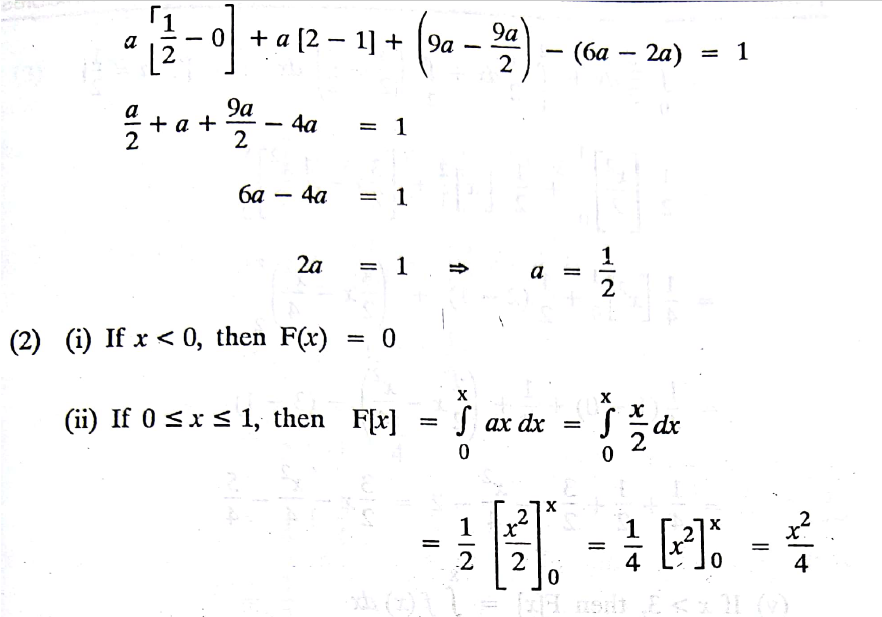 a [1/2 − 0] + a [2 − 1] + (9a − 9a/2) − (6a − 2a) = 1
a/2 + a + 9a/2 − 4a = 1
6a − 4a = 1
2a = 1 ⇒ a = 1/2
(2) (i) If x < 0, then F(x) = 0
(ii) If 0 ≤ x ≤ 1, then F[x] = ∫₀ˣ ax dx = ∫₀ˣ x/2 dx
= 1/2 [x²/2]₀ˣ = 1/4 [x²]₀ˣ = x²/4